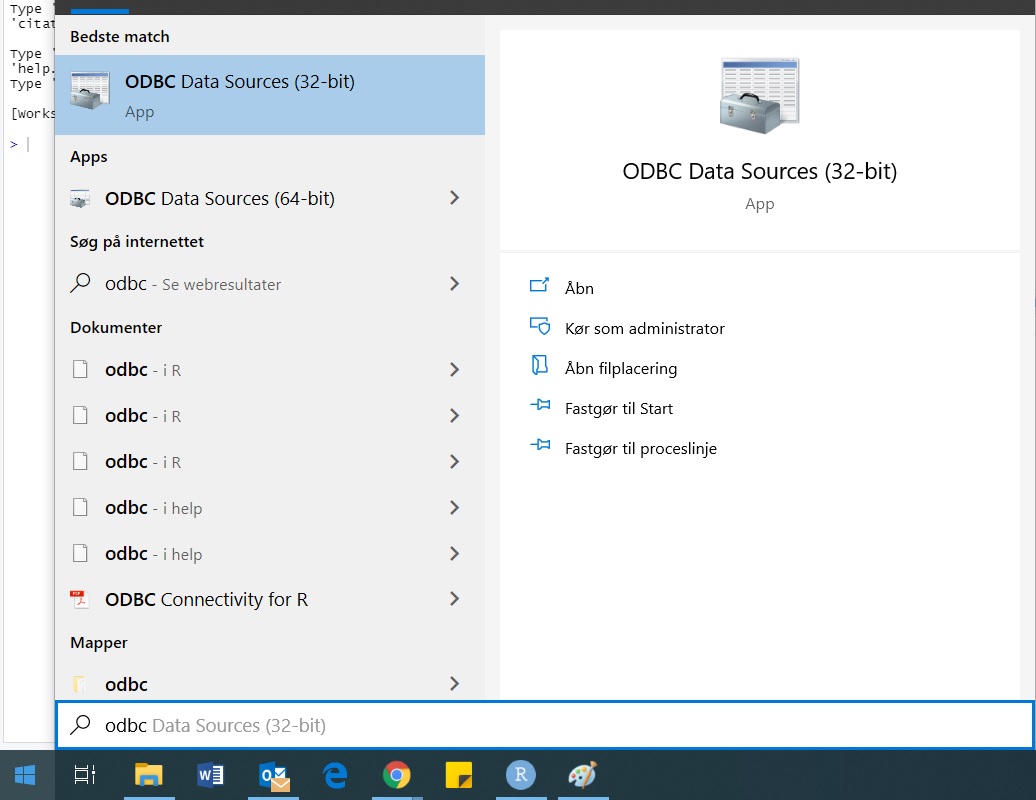 Type '
'citat
Type '
'help.
Type '
[works
>
Bedste match
ODBC Data Sources (32-bit)
App
Apps
ODBC Data Sources (64-bit)
Søg på internettet
odbc - Se webresultater
Dokumenter
odbc - i R
odbc - i R
odbc - i R
odbc - i help
odbc - i help
ODBC Connectivity for R
Mapper
odbc
odbc Data Sources (32-bit)
ODBC Data Sources (32-bit)
App
Åbn
Kør som administrator
Åbn filplacering
Fastgør til Start
Fastgør til proceslinje